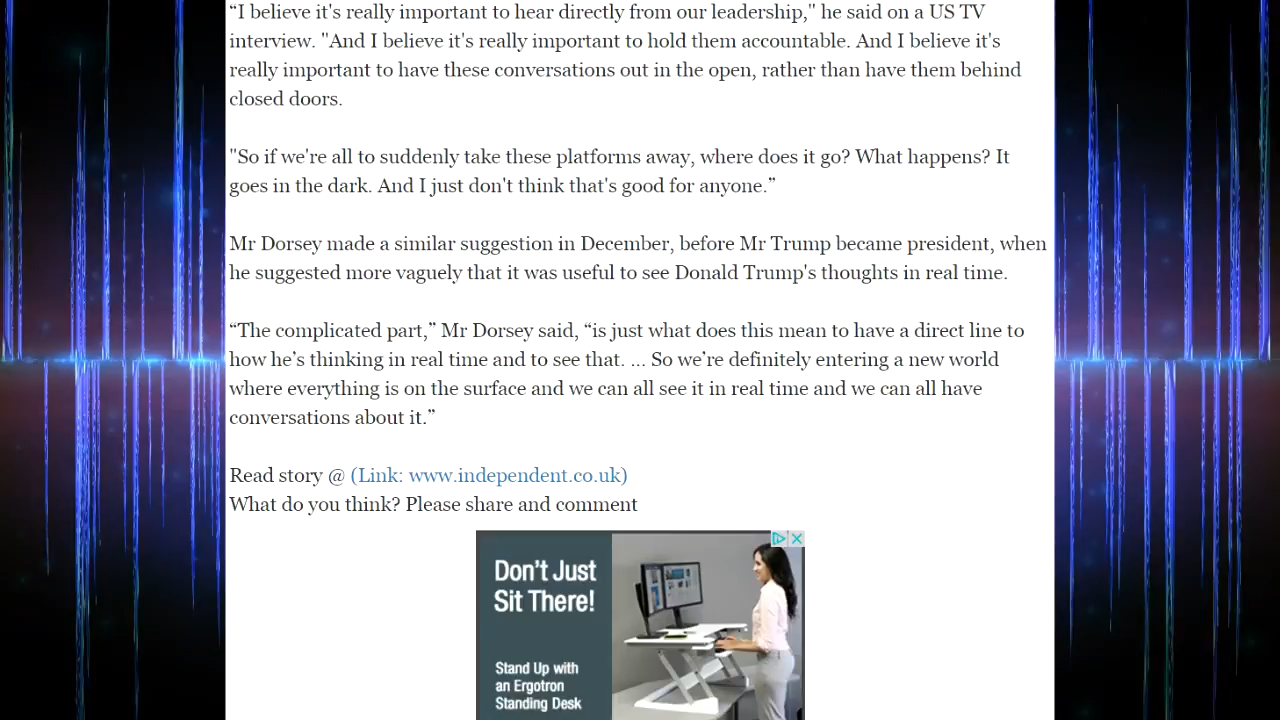 “I believe it's really important to hear directly from our leadership," he said on a US TV
interview. "And I believe it's really important to hold them accountable. And I believe it's
really important to have these conversations out in the open, rather than have them behind
closed doors.
"So if we're all to suddenly take these platforms away, where does it go? What happens? It
goes in the dark. And I just don't think that's good for anyone.”
Mr Dorsey made a similar suggestion in December, before Mr Trump became president, when
he suggested more vaguely that it was useful to see Donald Trump's thoughts in real time.
“The complicated part,” Mr Dorsey said, “is just what does this mean to have a direct line to
how he’s thinking in real time and to see that. ... So we’re definitely entering a new world
where everything is on the surface and we can all see it in real time and we can all have
conversations about it.”
Read story @ (Link: www.independent.co.uk)
What do you think? Please share and comment
Don't Just
Sit There!
Stand Up with
an Ergotron
Standing Desk